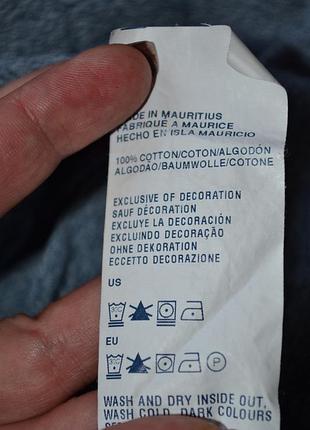 MADE IN MAURITIUS
FABRIQUE A MAURICE
HECHO EN ISLA MAURICIO
100% COTTON/COTON/ALGODÓN
ALGODÃO/BAUMWOLLE/COTONE
EXCLUSIVE OF DECORATION
SAUF DÉCORATION
EXCLUYE LA DECORACIÓN
EXCLUINDO DECORAÇÃO
OHNE DEKORATION
ECCETTO DECORAZIONE
US
EU
P
WASH AND DRY INSIDE OUT,
WASH COLD, DARK COLOURS